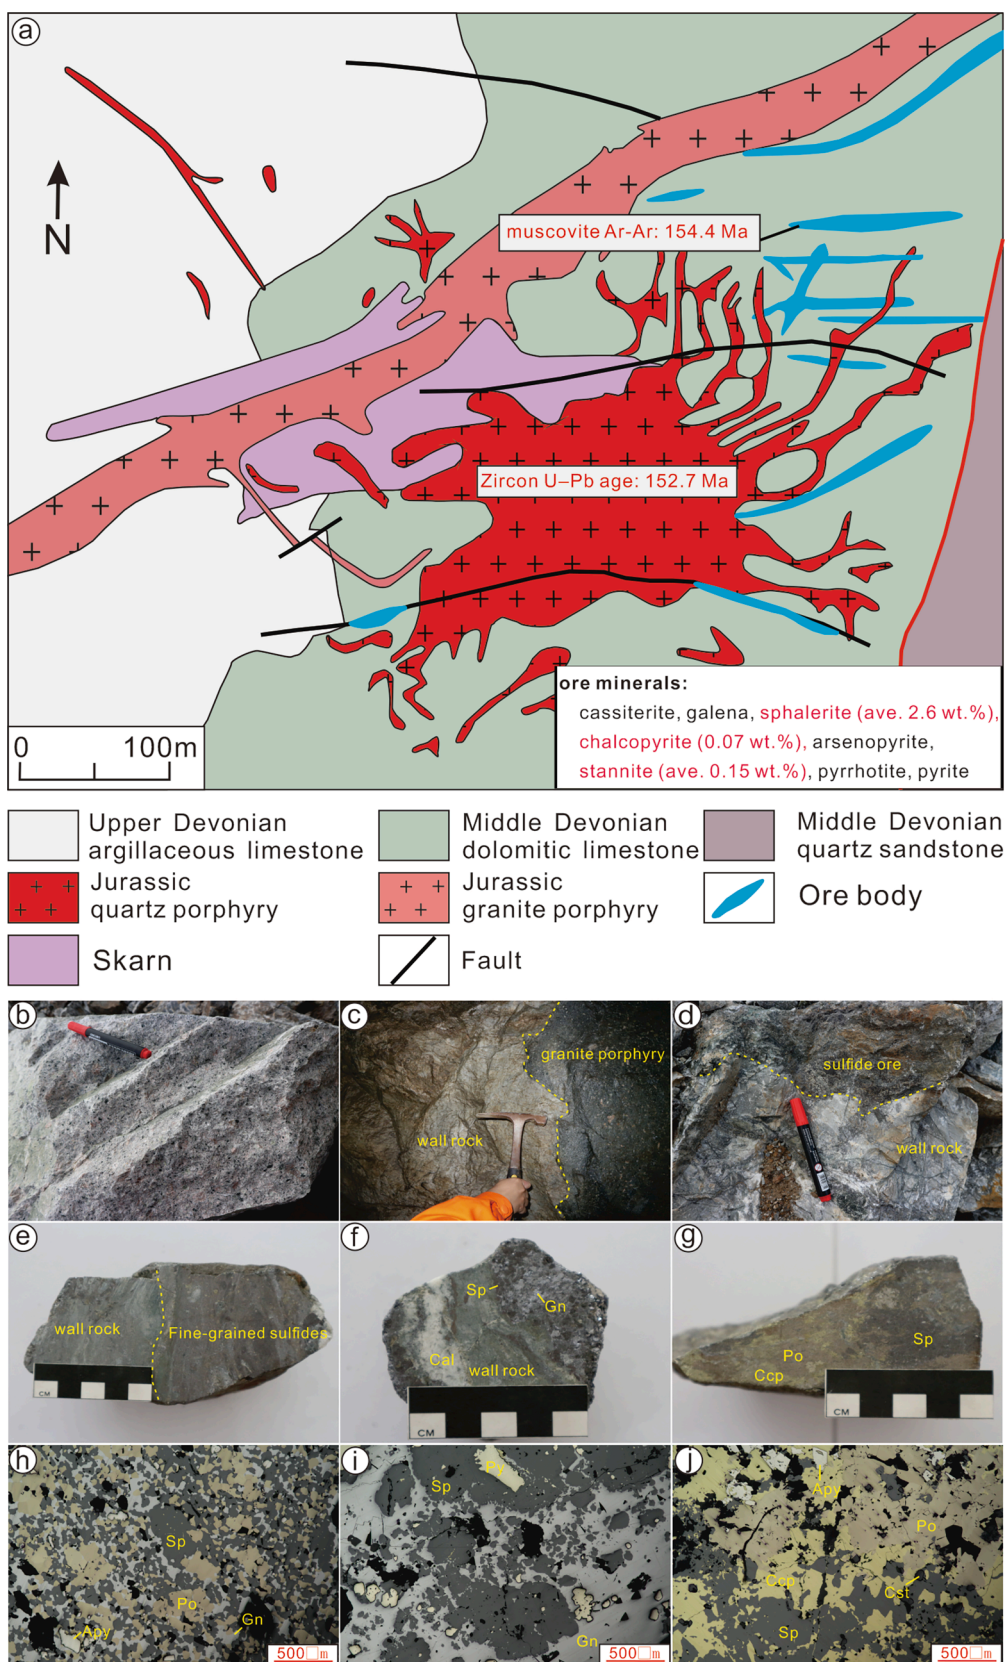 a
N
muscovite Ar-Ar: 154.4 Ma
Zircon U–Pb age: 152.7 Ma
ore minerals:
cassiterite, galena, sphalerite (ave. 2.6 wt.%),
chalcopyrite (0.07 wt.%), arsenopyrite,
stannite (ave. 0.15 wt.%), pyrrhotite, pyrite
0 100m
Upper Devonian
argillaceous limestone
Middle Devonian
dolomitic limestone
Middle Devonian
quartz sandstone
Jurassic
quartz porphyry
Jurassic
granite porphyry
Ore body
Skarn
Fault
b
c
granite porphyry
wall rock
d
sulfide ore
wall rock
e
wall rock
Fine-grained sulfides
CM
f
Sp
Gn
Cal
wall rock
CM
g
Sp
Po
Ccp
CM
h
Sp
Po
Gn
Apy
500□m
i
Py
Sp
Gn
500□m
j
Apy
Po
Ccp
Cst
Sp
500□m